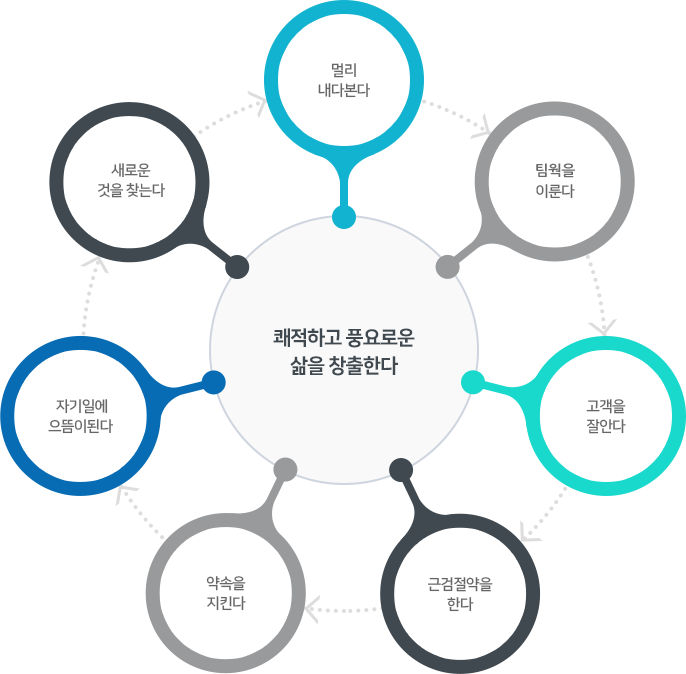 멀리
내다본다
팀웍을
이룬다
고객을
잘안다
근검절약을
한다
약속을
지킨다
자기일에
으뜸이된다
새로운
것을 찾는다
쾌적하고 풍요로운
삶을 창출한다